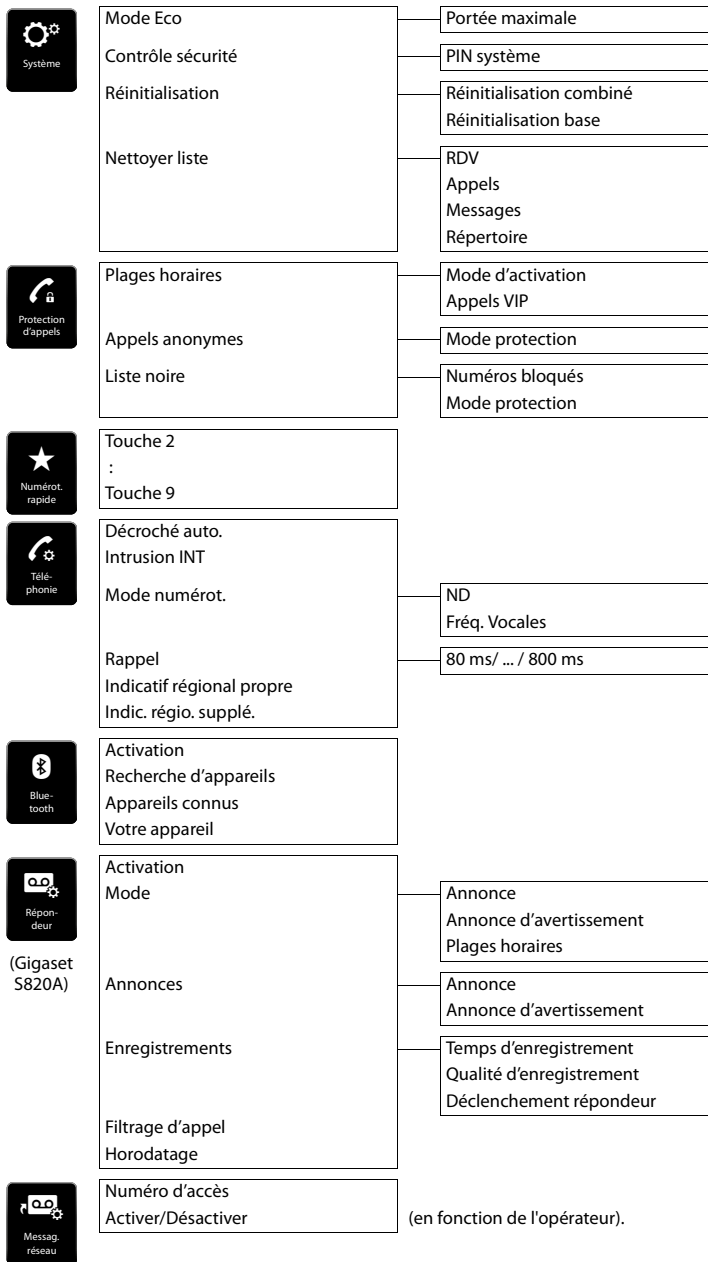 Système
Mode Eco
Portée maximale
Contrôle sécurité
PIN système
Réinitialisation
Réinitialisation combiné
Réinitialisation base
Nettoyer liste
RDV
Appels
Messages
Répertoire
Protection
d'appels
Plages horaires
Mode d'activation
Appels VIP
Appels anonymes
Mode protection
Liste noire
Numéros bloqués
Mode protection
Numérot.
rapide
Touche 2
:
Touche 9
Télé-
phonie
Décroché auto.
Intrusion INT
Mode numérot.
ND
Fréq. Vocales
Rappel
80 ms/ ... / 800 ms
Indicatif régional propre
Indic. régio. supplé.
Blue-
tooth
Activation
Recherche d'appareils
Appareils connus
Votre appareil
Répon-
deur
(Gigaset
S820A)
Activation
Mode
Annonce
Annonce d'avertissement
Plages horaires
Annonces
Annonce
Annonce d'avertissement
Enregistrements
Temps d'enregistrement
Qualité d'enregistrement
Déclenchement répondeur
Filtrage d'appel
Horodatage
Messag.
réseau
Numéro d'accès
Activer/Désactiver
(en fonction de l'opérateur).